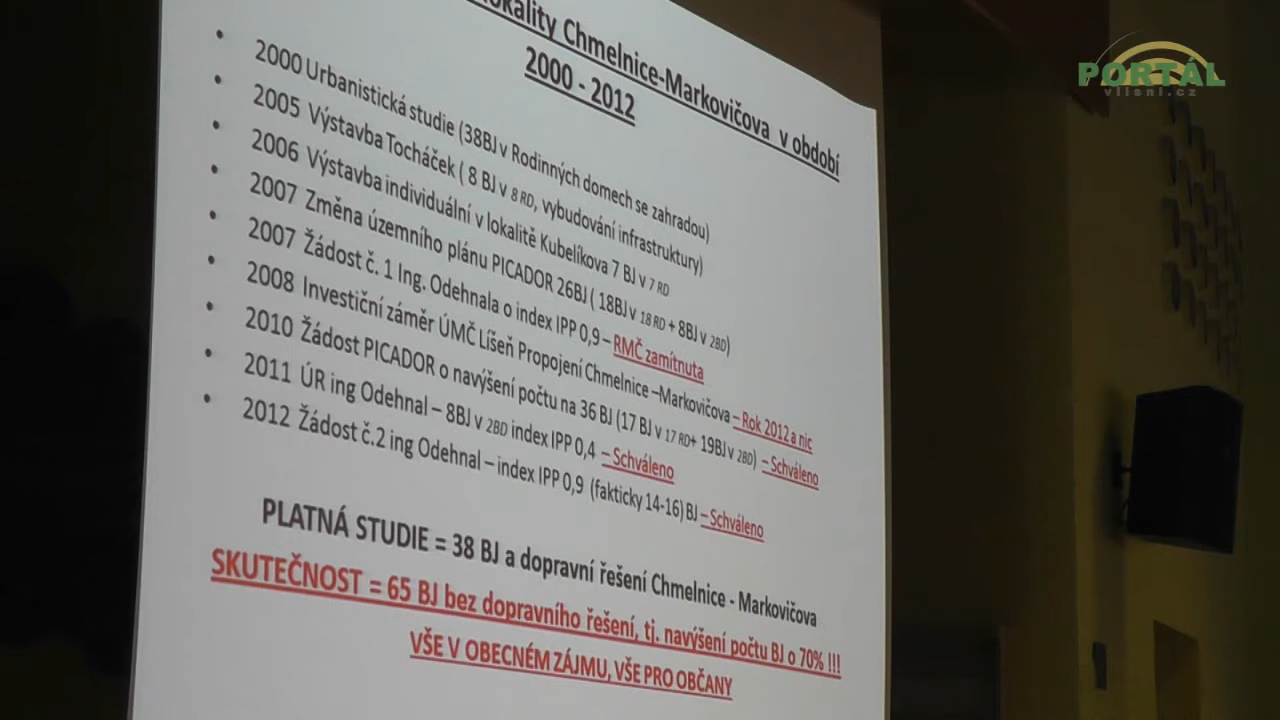 lokality Chmelnice-Markovičova v období
2000 - 2012
• 2000 Urbanistická studie (38BJ v Rodinných domech se zahradou)
• 2005 Výstavba Tocháček ( 8 BJ v 8 RD, vybudování infrastruktury)
• 2006 Výstavba individuální v lokalitě Kubelíkova 7 BJ v 7 RD
• 2007 Změna územního plánu PICADOR 26BJ ( 18BJ v 18 RD + 8BJ v 2BD)
• 2007 Žádost č. 1 Ing. Odehnala o index IPP 0,9 – RMČ zamítnuta
• 2008 Investiční záměr ÚMČ Líšeň Propojení Chmelnice –Markovičova – Rok 2012 a nic
• 2010 Žádost PICADOR o navýšení počtu na 36 BJ (17 BJ v 17 RD+ 19BJ v 2BD) – Schváleno
• 2011 ÚR ing Odehnal – 8BJ v 2BD index IPP 0,4 – Schváleno
• 2012 Žádost č.2 ing Odehnal – index IPP 0,9 (fakticky 14-16) BJ – Schváleno
PLATNÁ STUDIE = 38 BJ a dopravní řešení Chmelnice - Markovičova
SKUTEČNOST = 65 BJ bez dopravního řešení, tj. navýšení počtu BJ o 70% !!!
VŠE V OBECNÉM ZÁJMU, VŠE PRO OBČANY
PORTÁL
vlisni.cz